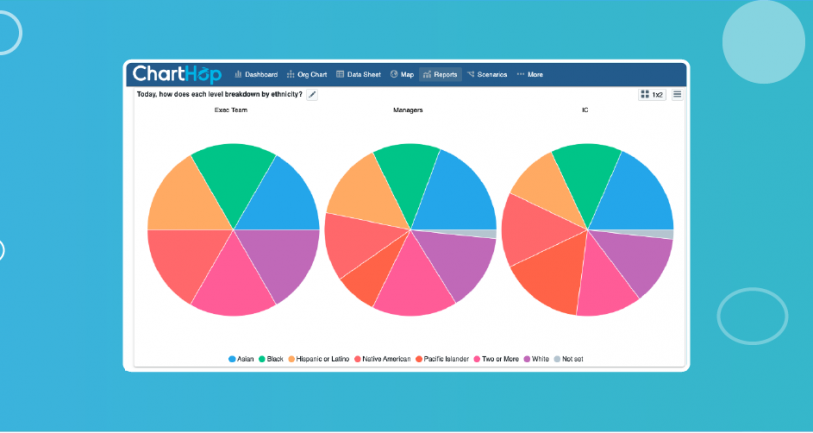 ChartHop Dashboard Org Chart Data Sheet Map Reports Scenarios ••• More
Today, how does each level breakdown by ethnicity? 1x2
Exec Team Managers IC
Asian Black Hispanic or Latino Native American Pacific Islander Two or More White Not set